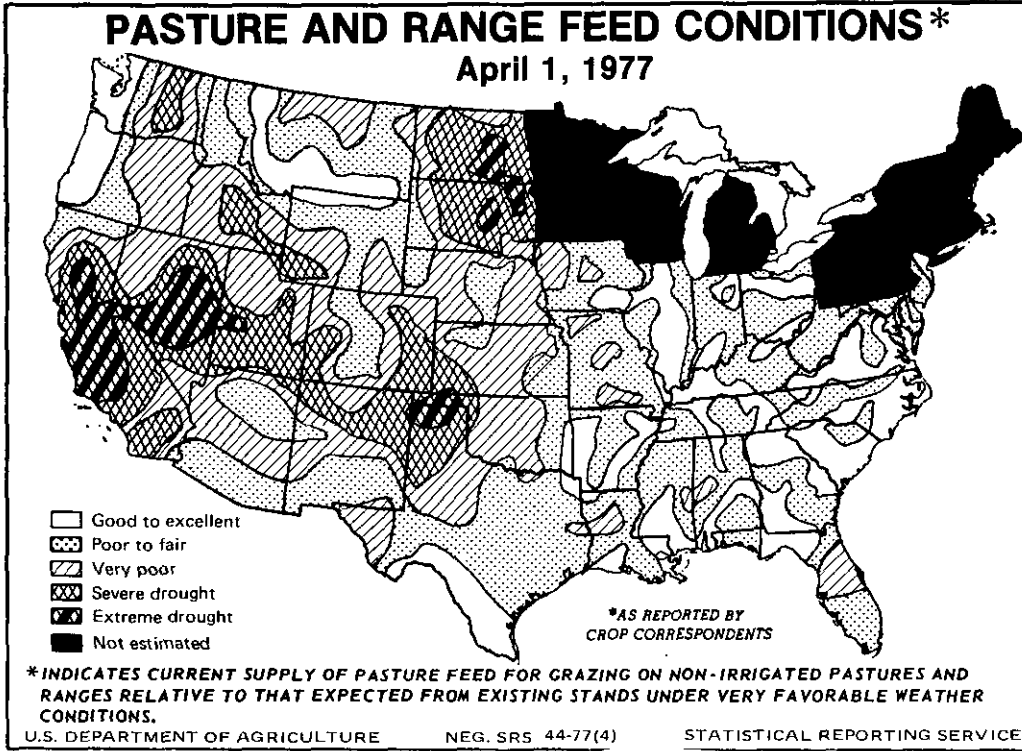 PASTURE AND RANGE FEED CONDITIONS*
April 1, 1977
Good to excellent
Poor to fair
Very poor
Severe drought
Extreme drought
Not estimated
*AS REPORTED BY
CROP CORRESPONDENTS
*INDICATES CURRENT SUPPLY OF PASTURE FEED FOR GRAZING ON NON-IRRIGATED PASTURES AND
RANGES RELATIVE TO THAT EXPECTED FROM EXISTING STANDS UNDER VERY FAVORABLE WEATHER
CONDITIONS.
U.S. DEPARTMENT OF AGRICULTURE NEG. SRS 44-77(4) STATISTICAL REPORTING SERVICE